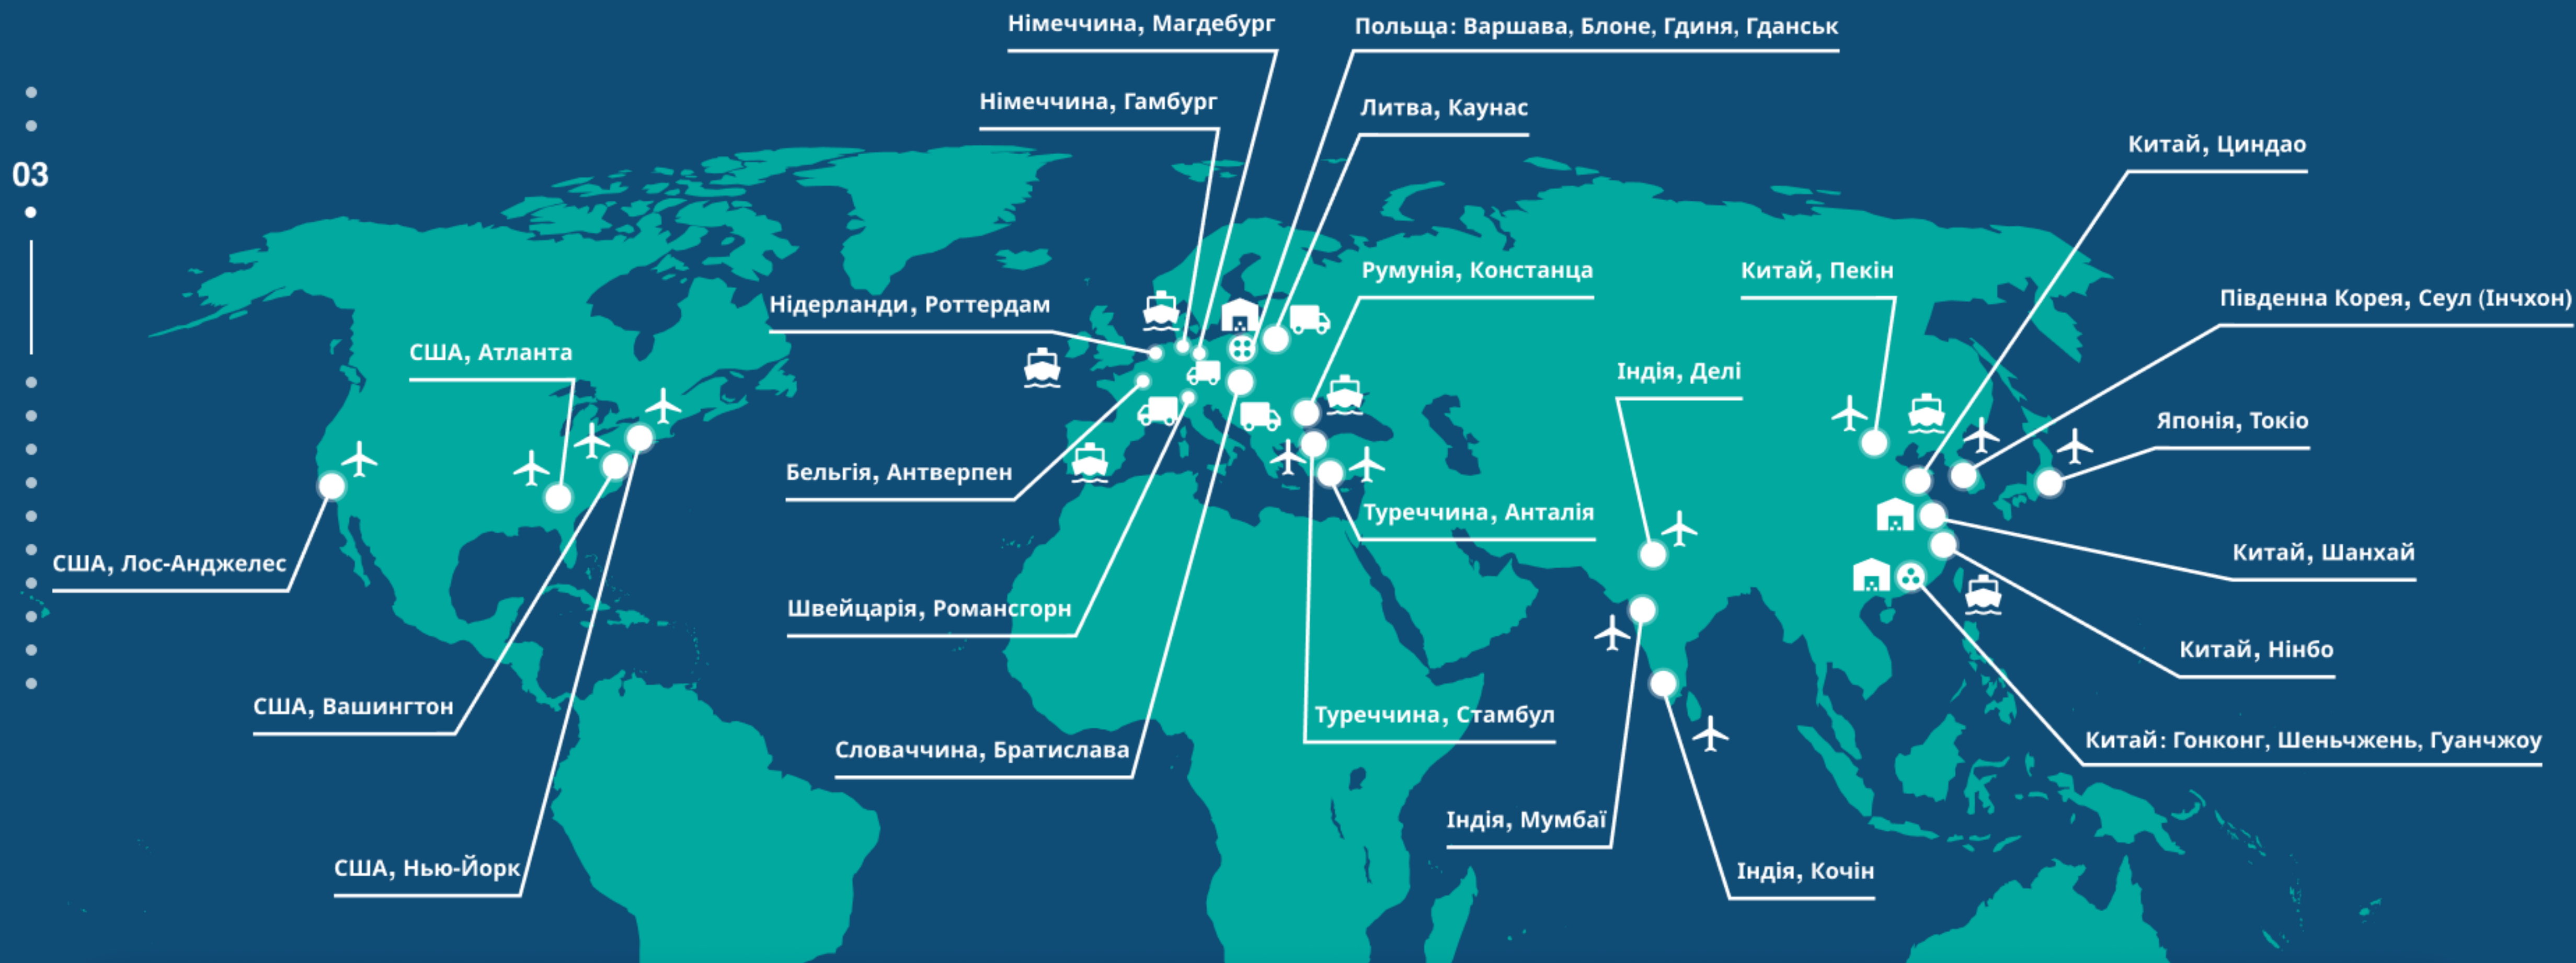 Німеччина, Магдебург
Польща: Варшава, Блоне, Гдиня, Гданськ
Німеччина, Гамбург
Литва, Каунас
Китай, Циндао
03
Румунія, Констанца
Китай, Пекін
Південна Корея, Сеул (Інчхон)
Нідерланди, Роттердам
США, Атланта
Індія, Делі
Японія, Токіо
Бельгія, Антверпен
Туреччина, Анталія
США, Лос-Анджелес
Китай, Шанхай
Швейцарія, Романсгорн
Китай, Нінбо
США, Вашингтон
Туреччина, Стамбул
Словаччина, Братислава
Китай: Гонконг, Шеньчжень, Гуанчжоу
Індія, Мумбаї
США, Нью-Йорк
Індія, Кочін